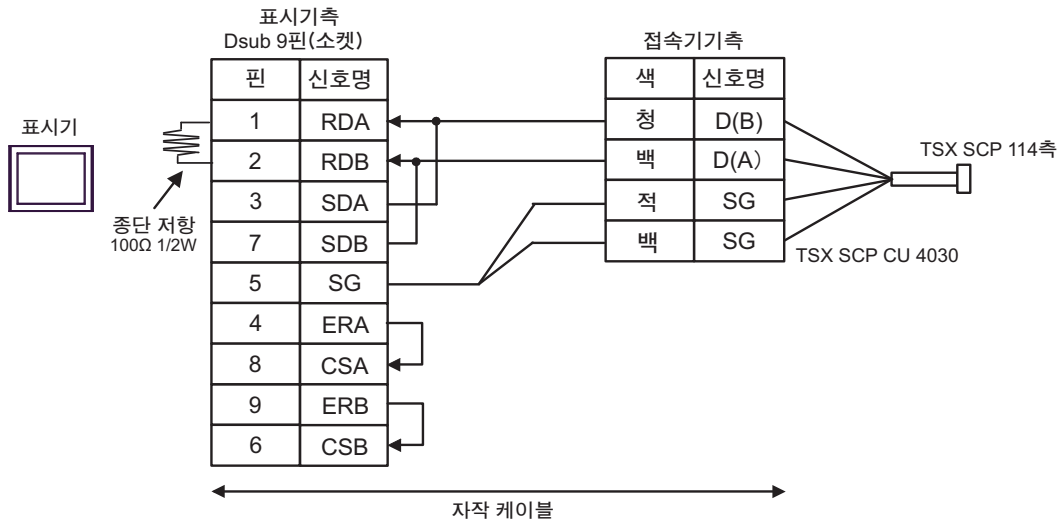 표시기측
Dsub 9핀(소켓)
접속기기측
핀 신호명
색 신호명
1 RDA
청 D(B)
2 RDB
백 D(A)
3 SDA
적 SG
7 SDB
백 SG
5 SG
4 ERA
8 CSA
9 ERB
6 CSB
표시기
종단 저항
100Ω 1/2W
TSX SCP 114측
TSX SCP CU 4030
자작 케이블